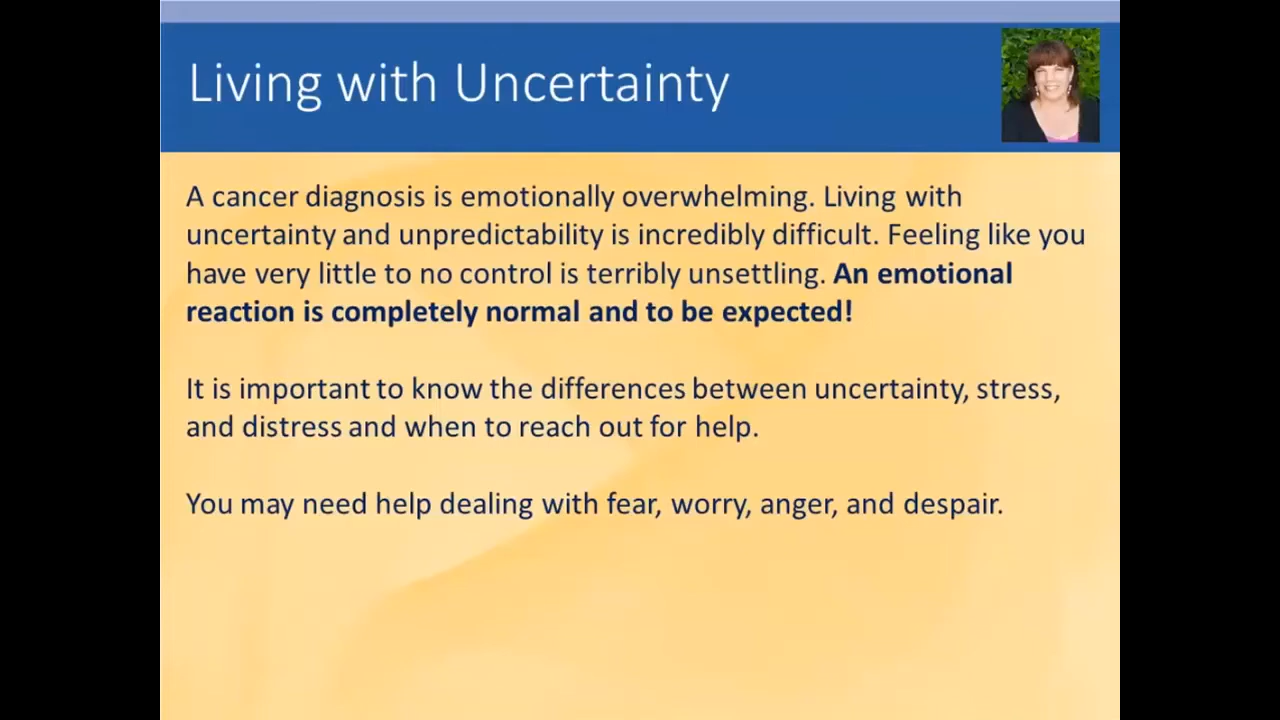 Living with Uncertainty
A cancer diagnosis is emotionally overwhelming. Living with
uncertainty and unpredictability is incredibly difficult. Feeling like you
have very little to no control is terribly unsettling. An emotional
reaction is completely normal and to be expected!
It is important to know the differences between uncertainty, stress,
and distress and when to reach out for help.
You may need help dealing with fear, worry, anger, and despair.